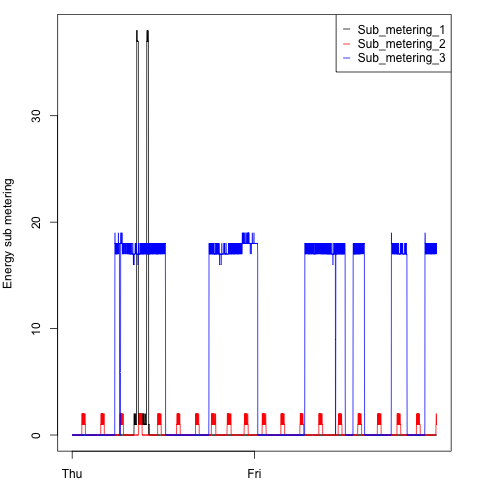 Sub_metering_1
Sub_metering_2
Sub_metering_3
Energy sub metering
30
20
10
0
Thu
Fri